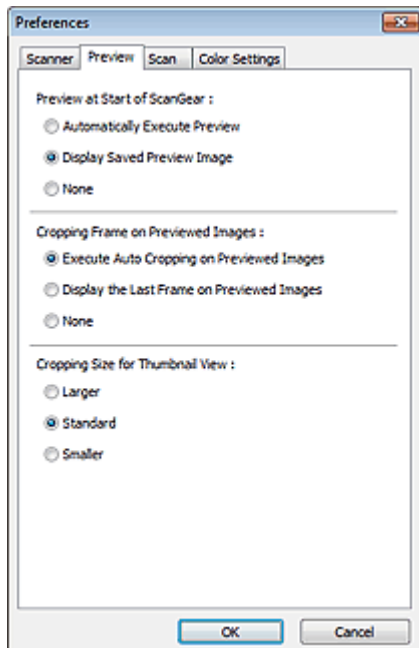 Preferences
Scanner Preview Scan Color Settings
Preview at Start of ScanGear :
Automatically Execute Preview
Display Saved Preview Image
None
Cropping Frame on Previewed Images :
Execute Auto Cropping on Previewed Images
Display the Last Frame on Previewed Images
None
Cropping Size for Thumbnail View :
Larger
Standard
Smaller
OK Cancel